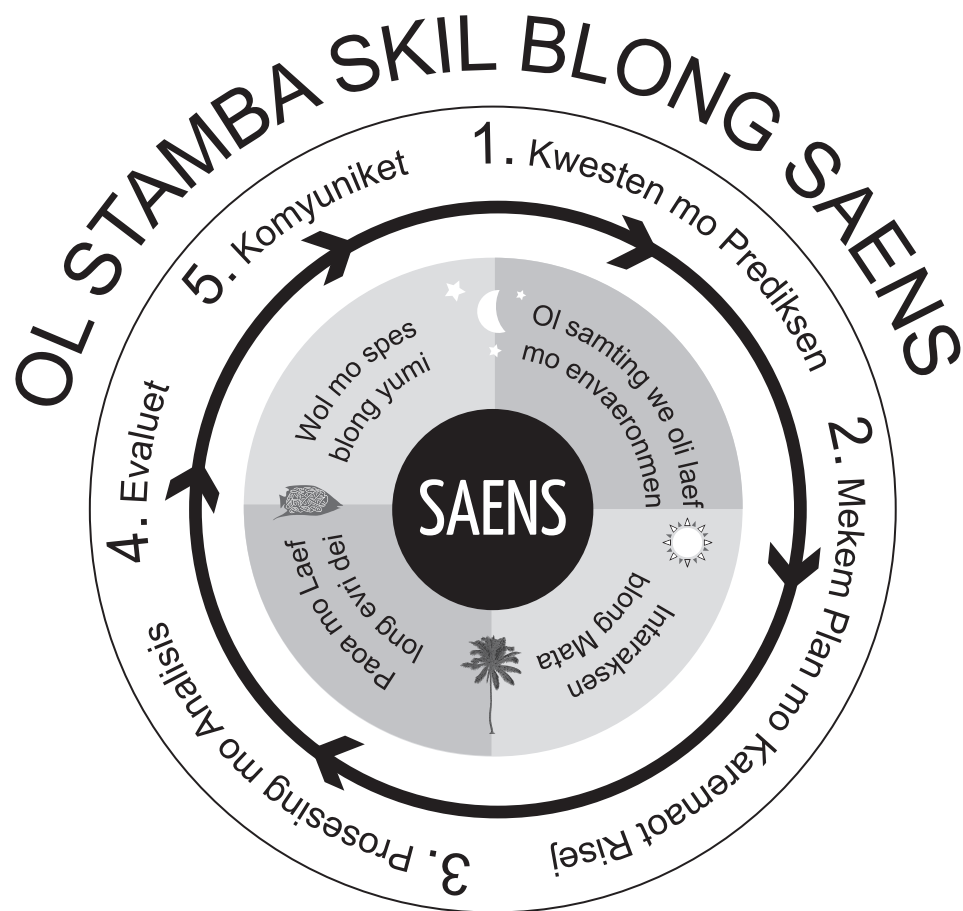 OL STAMBA SKIL BLONG SAENS
1. Kwesten mo Prediksen
2. Mekem Plan mo Karemaot Risej
3. Prosesing mo Analisis
4. Evaluet
5. Komyuniket
Ol samting we oli laef
mo envaeronmen
Intaraksen
blong Mata
Paoa mo Laef
long evri dei
Wol mo spes
blong yumi
SAENS